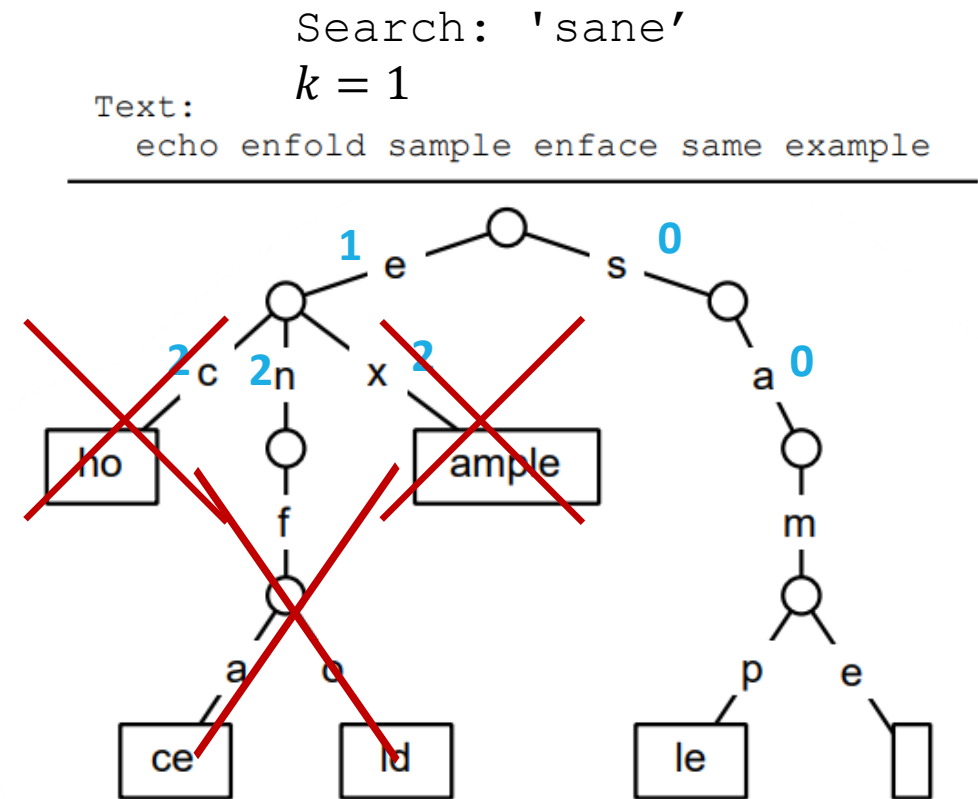 Search: 'sane’
k = 1
Text:
echo enfold sample enface same example
1 e s 0
2 c 2 n x 2 a 0
ho ample
f m
a o p e
ce ld le